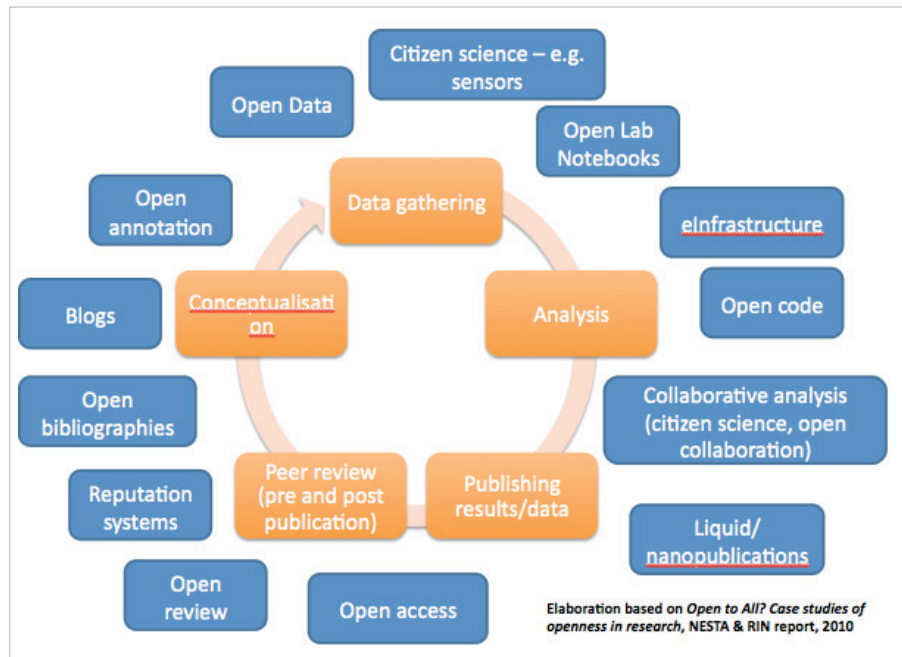 Citizen science – e.g.
sensors
Open Data
Open Lab
Notebooks
Data gathering
Open
annotation
eInfrastructure
Conceptualisati
on
Analysis
Blogs
Open code
Collaborative analysis
(citizen science, open
collaboration)
Open
bibliographies
Peer review
(pre and post
publication)
Publishing
results/data
Reputation
systems
Liquid/
nanopublications
Open
review
Open access
Elaboration based on Open to All? Case studies of
openness in research, NESTA & RIN report, 2010